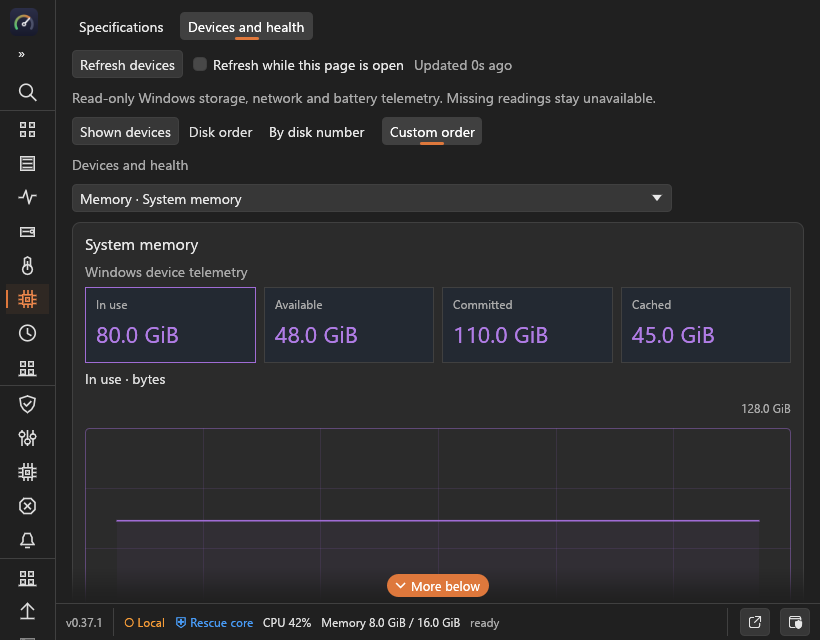 Specifications Devices and health
»
Refresh devices Refresh while this page is open Updated 0s ago
Read-only Windows storage, network and battery telemetry. Missing readings stay unavailable.
Shown devices Disk order By disk number Custom order
Devices and health
Memory · System memory
System memory
Windows device telemetry
In use Available Committed Cached
80.0 GiB 48.0 GiB 110.0 GiB 45.0 GiB
In use · bytes
128.0 GiB
More below
v0.37.1 Local Rescue core CPU 42% Memory 8.0 GiB / 16.0 GiB ready